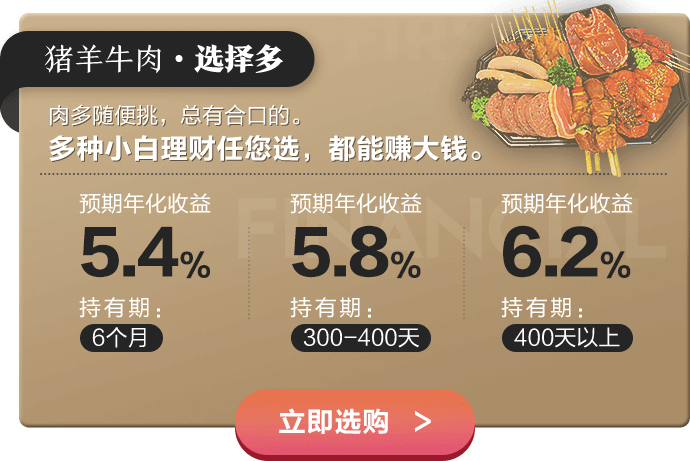 猪羊牛肉·选择多
肉多随便挑，总有合口的。
多种小白理财任您选，都能赚大钱。
预期年化收益 预期年化收益 预期年化收益
5.4% 5.8% 6.2%
持有期： 持有期： 持有期：
6个月 300-400天 400天以上
FINANCIAL
立即选购 >